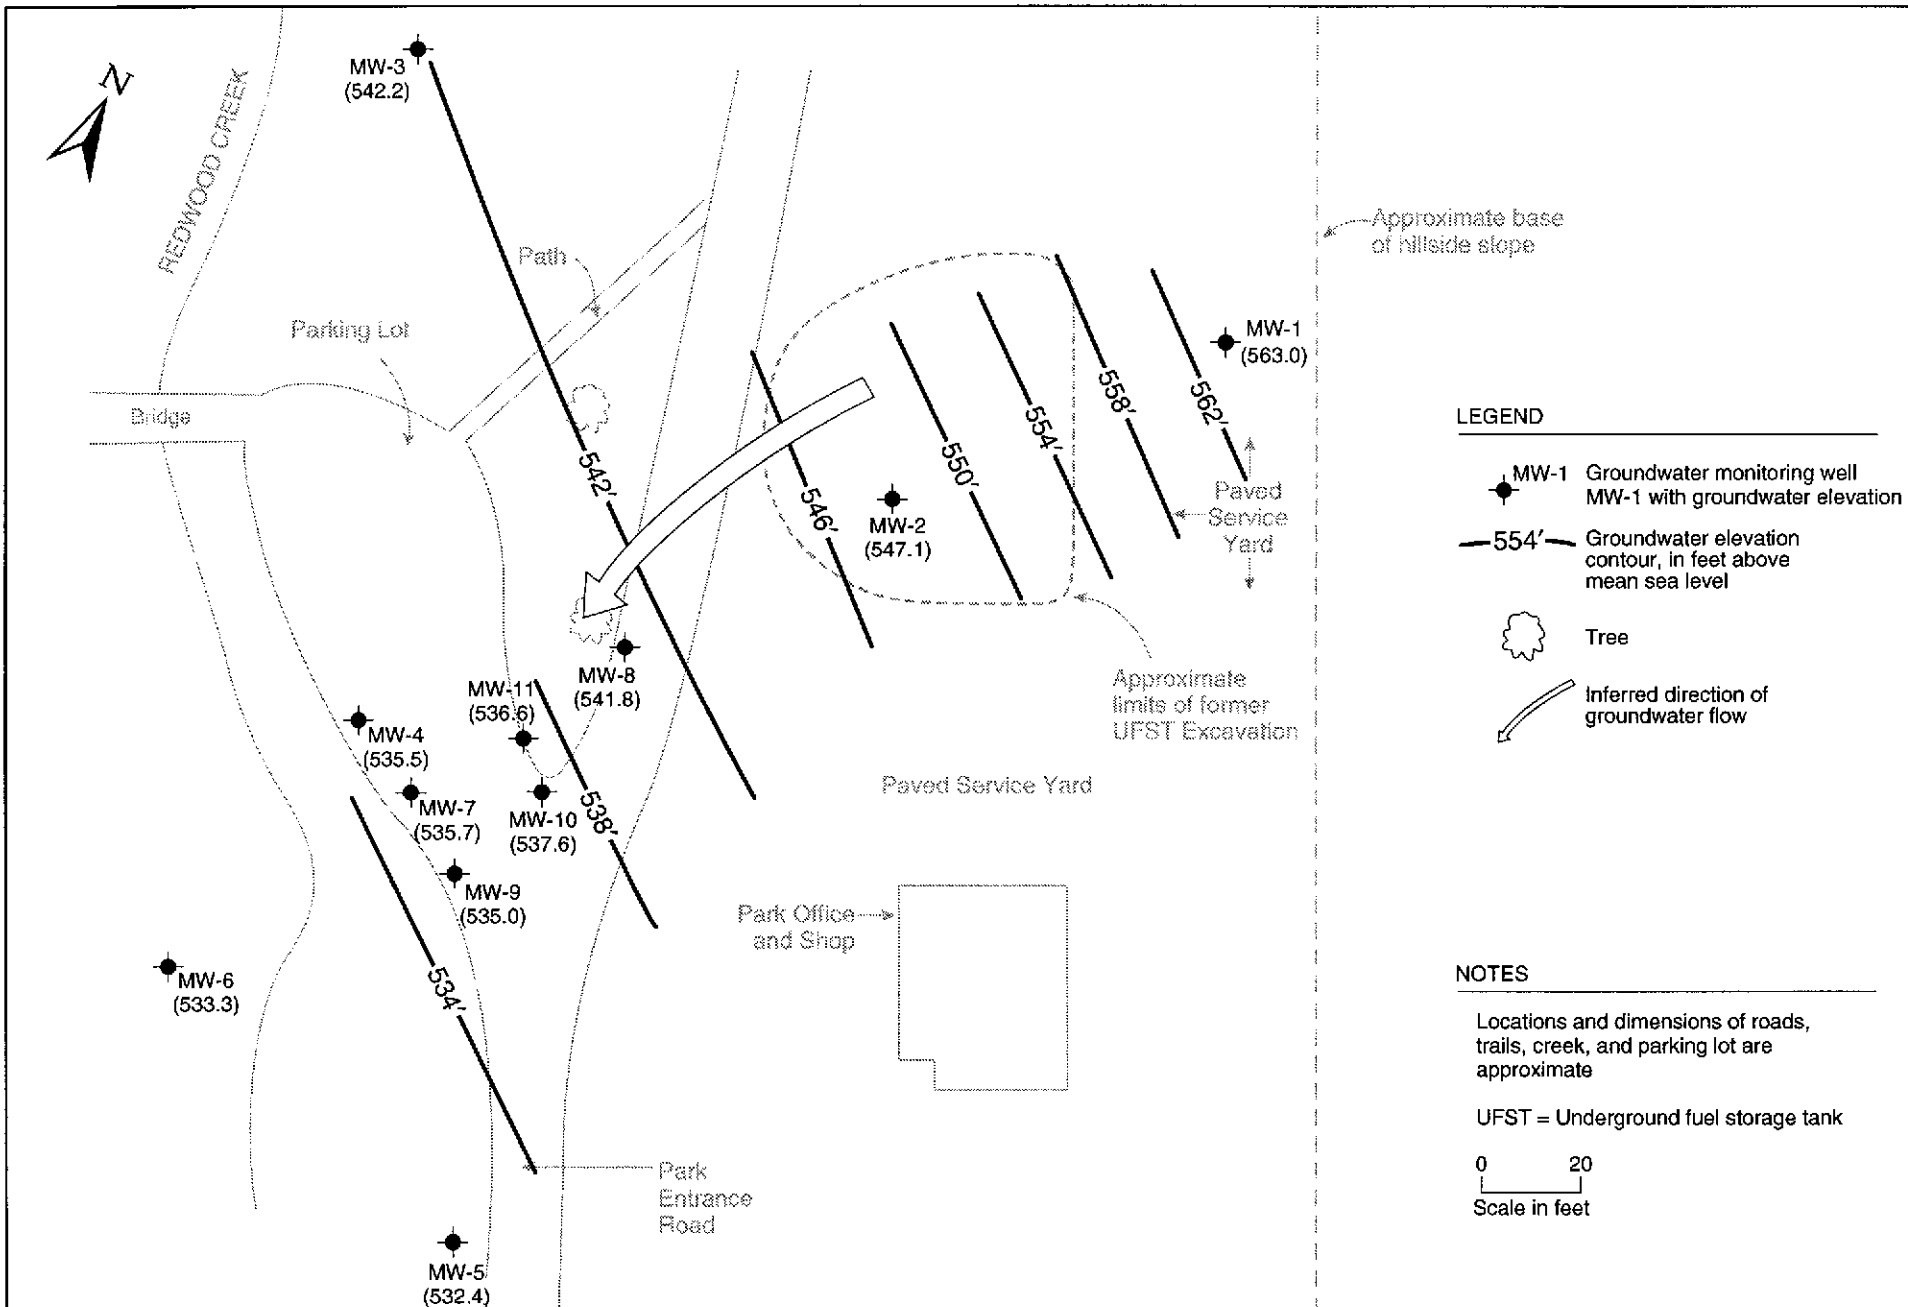 N
REDWOOD CREEK
MW-3
(542.2)
Path
Parking Lot
Bridge
Approximate base
of hillside slope
MW-1
(563.0)
542'
546'
550'
554'
558'
562'
MW-2
(547.1)
Paved
Service
Yard
MW-8
(541.8)
MW-11
(536.6)
MW-4
(535.5)
MW-7
(535.7)
MW-10
(537.6)
538'
MW-9
(535.0)
MW-6
(533.3)
534'
Approximate
limits of former
UFST Excavation
Paved Service Yard
Park Office
and Shop
Park
Entrance
Road
MW-5
(532.4)
LEGEND
MW-1 Groundwater monitoring well
MW-1 with groundwater elevation
554' Groundwater elevation
contour, in feet above
mean sea level
Tree
Inferred direction of
groundwater flow
NOTES
Locations and dimensions of roads,
trails, creek, and parking lot are
approximate
UFST = Underground fuel storage tank
0 20
Scale in feet